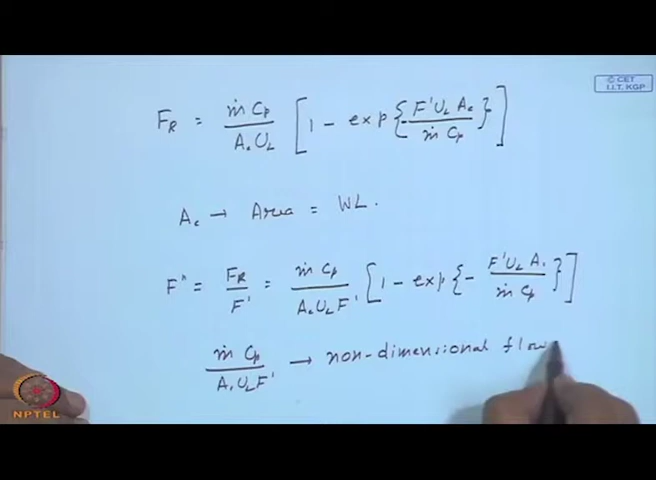 © CET
I.I.T. KGP
F_R = ṁ C_p / A_c U_L [1 - exp {- F' U_L A_c / ṁ C_p}]
A_c → Area = WL.
F" = F_R / F' = ṁ C_p / A_c U_L F' [1 - exp {- F' U_L A_c / ṁ C_p}]
ṁ C_p / A_c U_L F' → non-dimensional flow
NPTEL